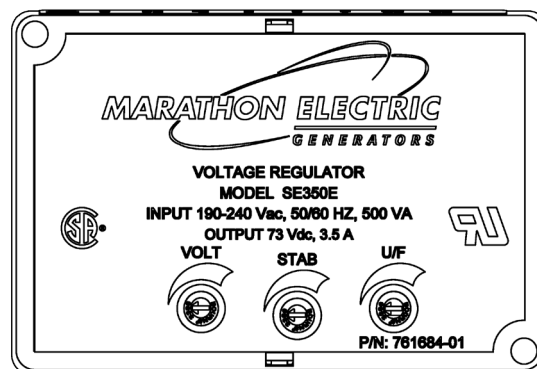 MARATHON ELECTRIC
GENERATORS
VOLTAGE REGULATOR
MODEL SE350E
INPUT 190-240 Vac, 50/60 HZ, 500 VA
OUTPUT 73 Vdc, 3.5 A
VOLT STAB U/F
P/N: 761684-01